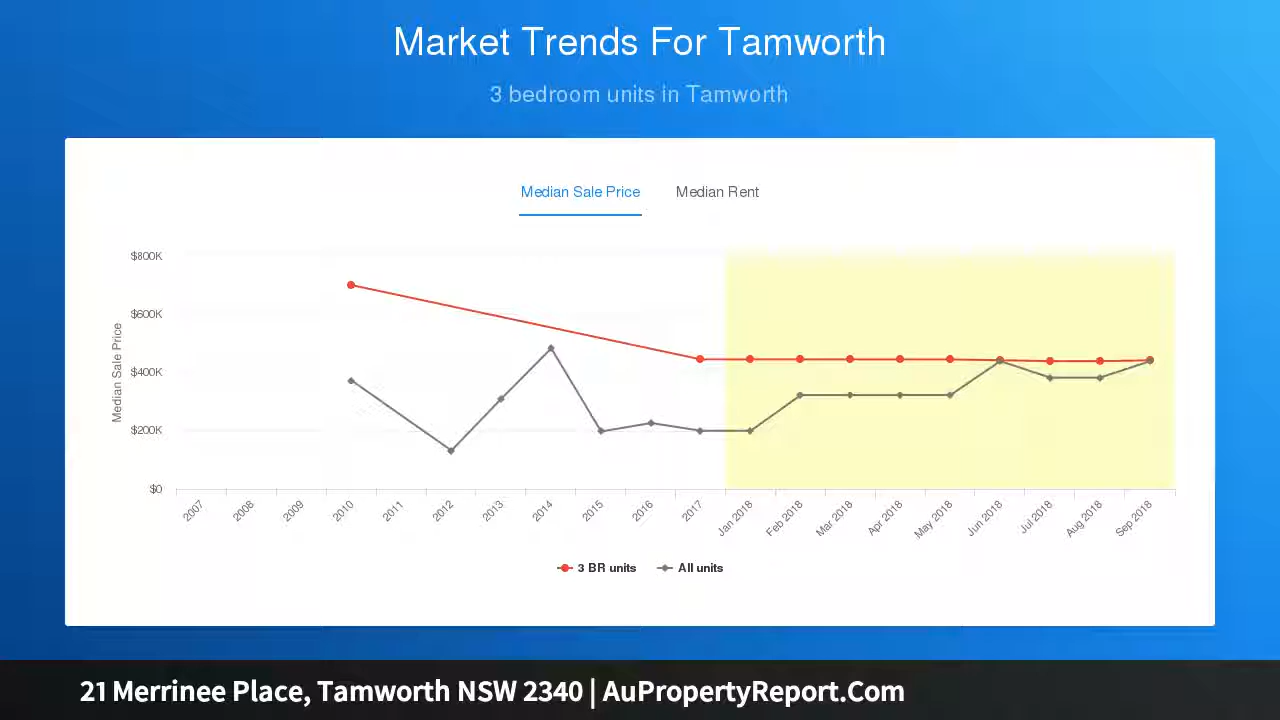 Market Trends For Tamworth
3 bedroom units in Tamworth
Median Sale Price
Median Rent
Median Sale Price
$800K
$600K
$400K
$200K
$0
2007
2008
2009
2010
2011
2012
2013
2014
2015
2016
2017
Jan 2018
Feb 2018
Mar 2018
Apr 2018
May 2018
Jun 2018
Jul 2018
Aug 2018
Sep 2018
3 BR units
All units
21 Merrinee Place, Tamworth NSW 2340 | AuPropertyReport.Com